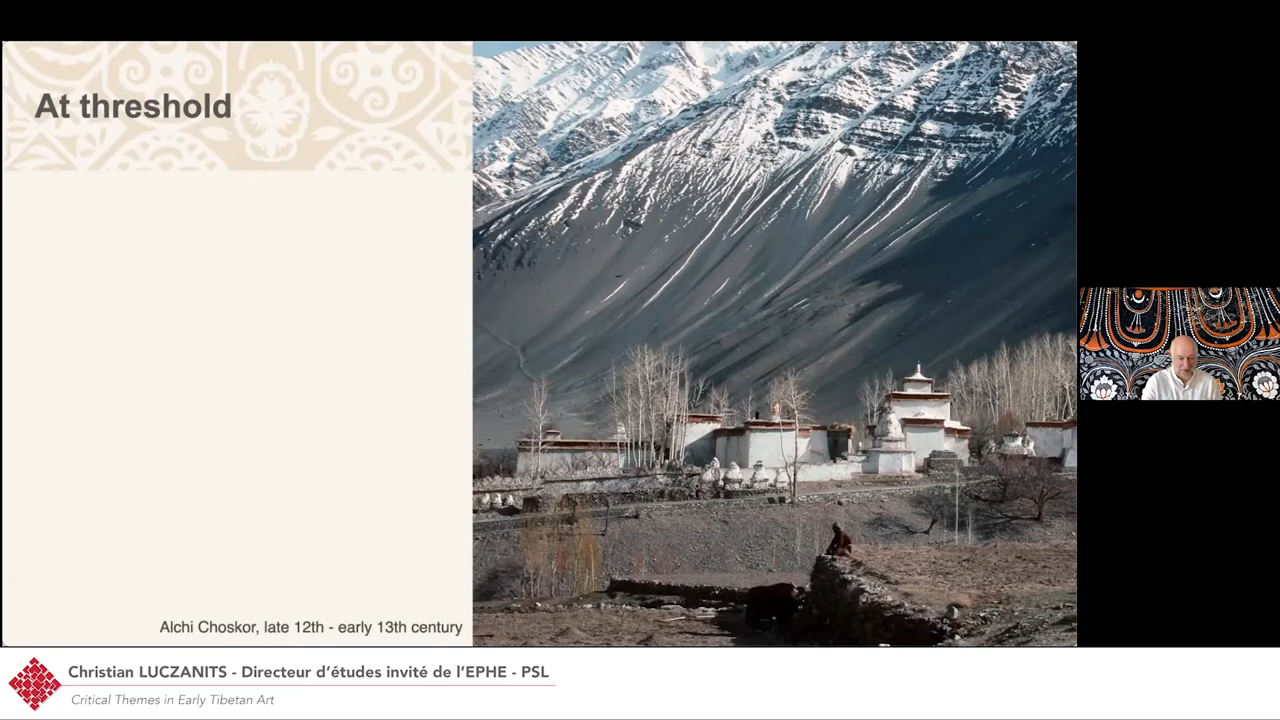 At threshold
Alchi Choskor, late 12th - early 13th century
Christian LUCZANITS - Directeur d'études invité de l'EPHE - PSL
Critical Themes in Early Tibetan Art